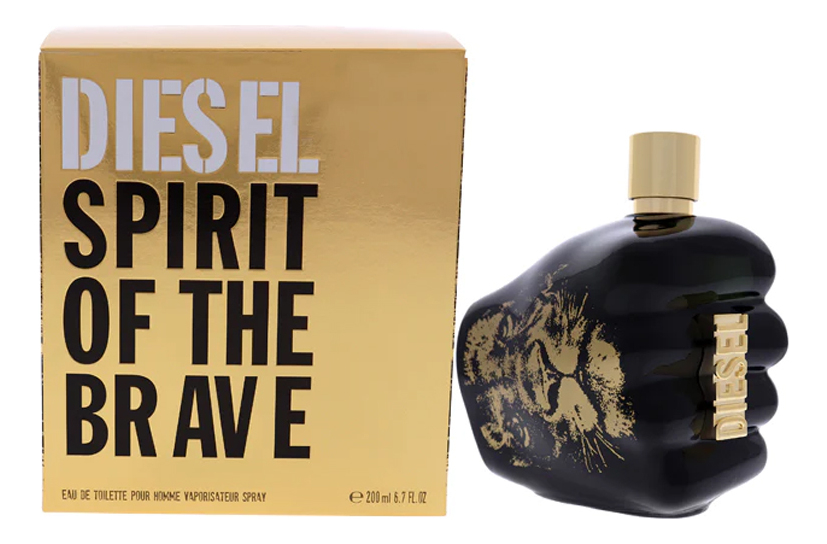 DIESEL
SPIRIT
OF THE
BRAVE
EAU DE TOILETTE POUR HOMME VAPORISATEUR SPRAY
℮ 200 ml 6.7 FL.OZ
DIESEL